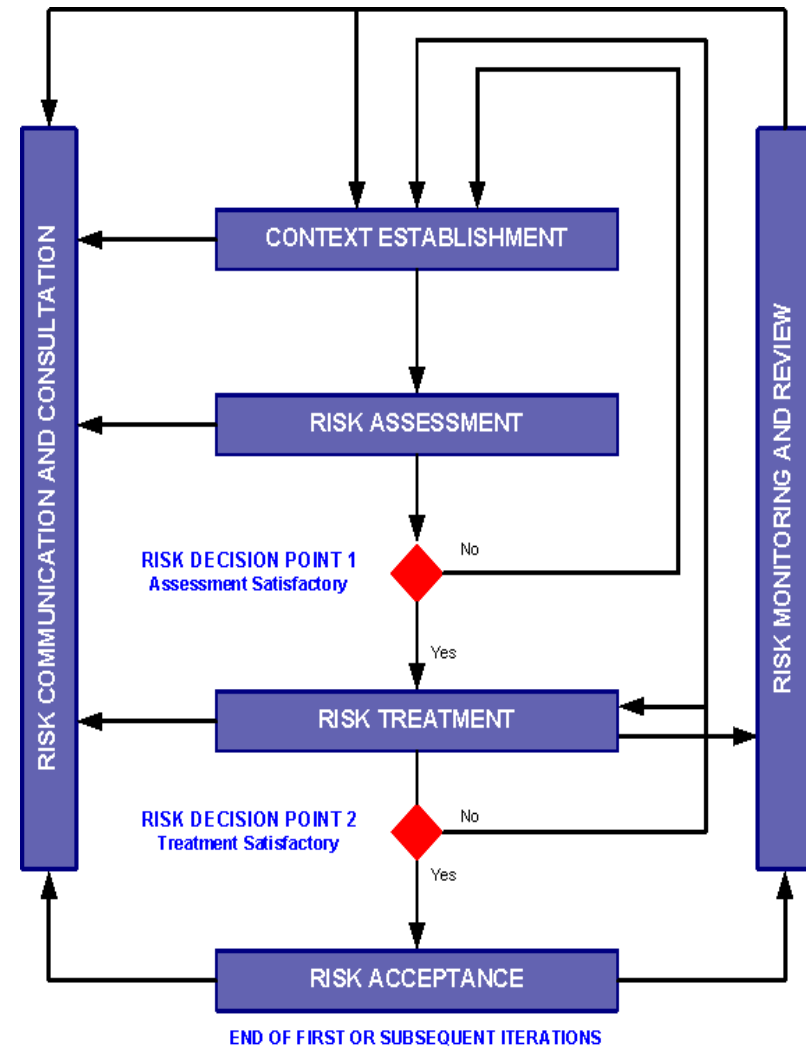 CONTEXT ESTABLISHMENT
RISK COMMUNICATION AND CONSULTATION
RISK MONITORING AND REVIEW
RISK ASSESSMENT
RISK DECISION POINT 1
Assessment Satisfactory
No
Yes
RISK TREATMENT
RISK DECISION POINT 2
Treatment Satisfactory
No
Yes
RISK ACCEPTANCE
END OF FIRST OR SUBSEQUENT ITERATIONS